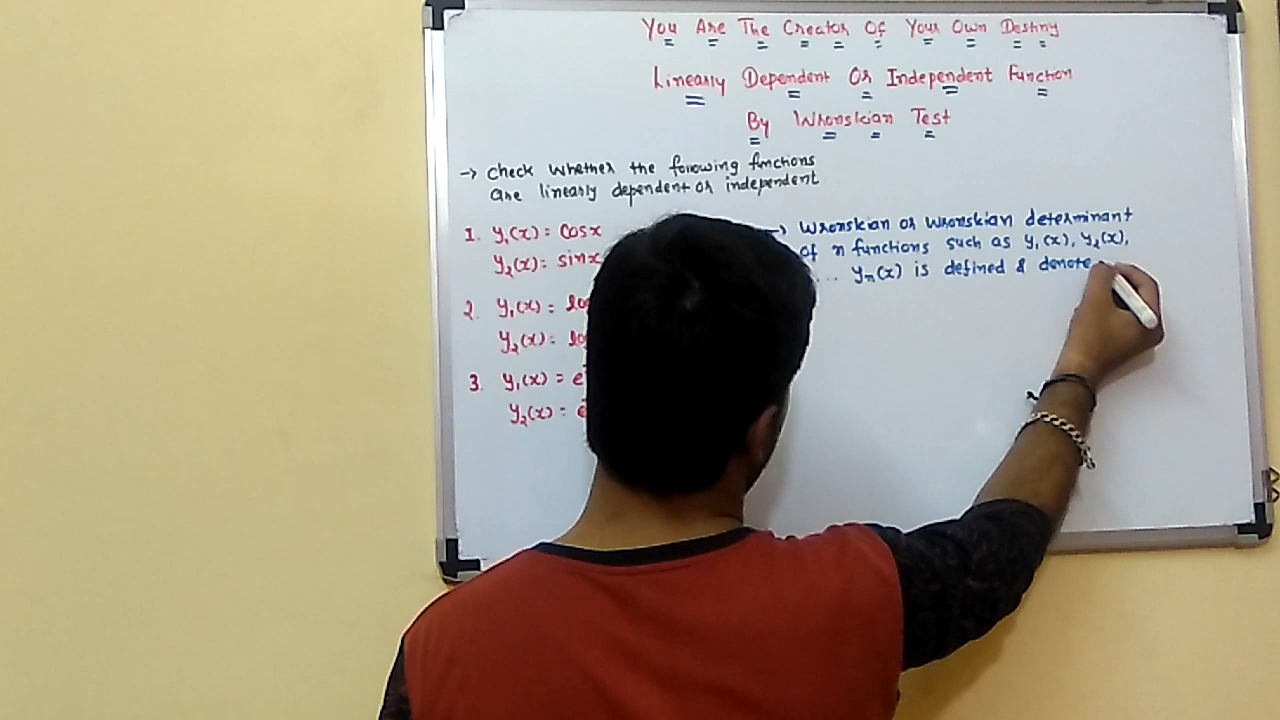 You Are The Creator Of Your Own Destiny
Linearly Dependent Or Independent Function
By Wronskian Test
→ Check whether the following functions
are linearly dependent or independent
1. y₁(x) = cosx
y₂(x) = sinx
2. y₁(x) = lo
y₂(x) = lo
3. y₁(x) = e
y₂(x) = e
→ Wronskian or Wronskian determinant
of n functions such as y₁(x), y₂(x),
... yₙ(x) is defined & denote